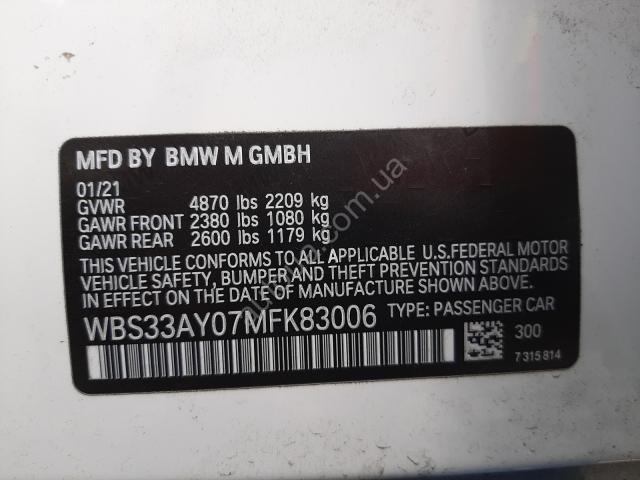 MFD BY BMW M GMBH
01/21
GVWR 4870 lbs 2209 kg
GAWR FRONT 2380 lbs 1080 kg
GAWR REAR 2600 lbs 1179 kg
THIS VEHICLE CONFORMS TO ALL APPLICABLE U.S.FEDERAL MOTOR
VEHICLE SAFETY, BUMPER AND THEFT PREVENTION STANDARDS
IN EFFECT ON THE DATE OF MANUFACTURE SHOWN ABOVE.
WBS33AY07MFK83006 TYPE: PASSENGER CAR
300
7315814